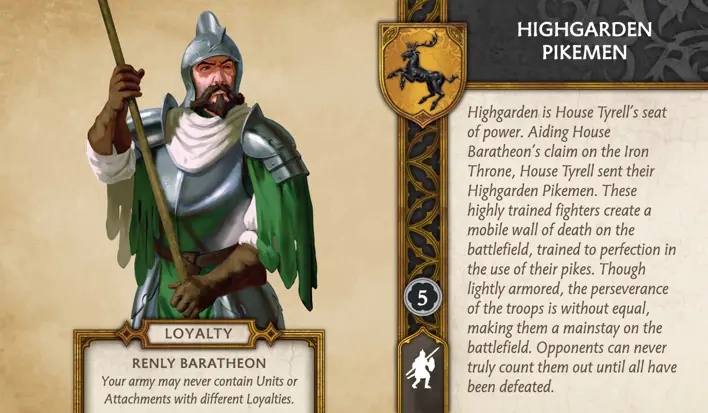 HIGHGARDEN
PIKEMEN
Highgarden is House Tyrell's seat
of power. Aiding House
Baratheon's claim on the Iron
Throne, House Tyrell sent their
Highgarden Pikemen. These
highly trained fighters create a
mobile wall of death on the
battlefield, trained to perfection in
the use of their pikes. Though
lightly armored, the perseverance
of the troops is without equal,
making them a mainstay on the
battlefield. Opponents can never
truly count them out until all have
been defeated.
5
LOYALTY
RENLY BARATHEON
Your army may never contain Units or
Attachments with different Loyalties.